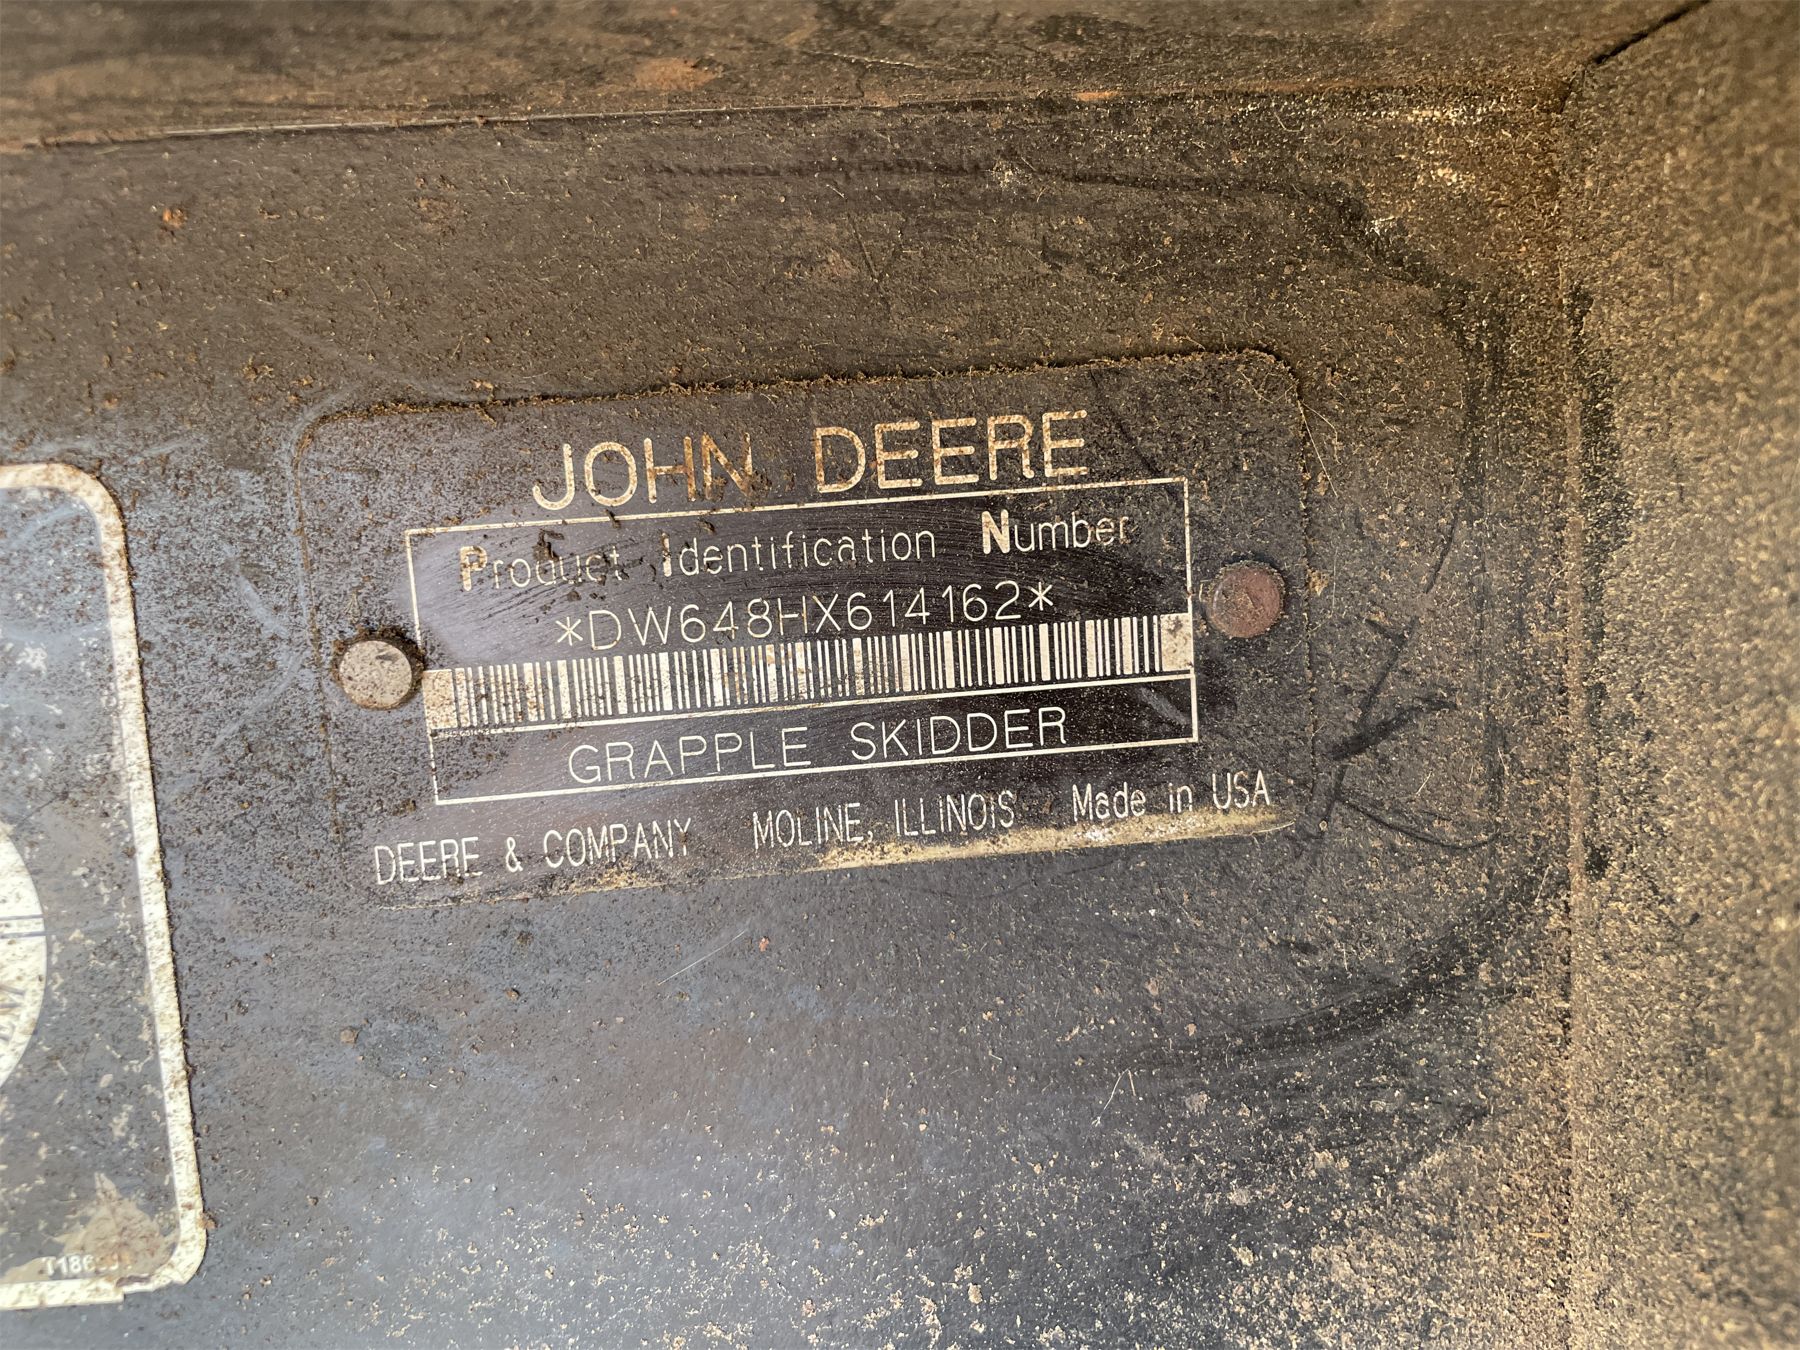 JOHN DEERE
Product Identification Number
*DW648HX614162*
GRAPPLE SKIDDER
DEERE & COMPANY MOLINE, ILLINOIS Made in USA